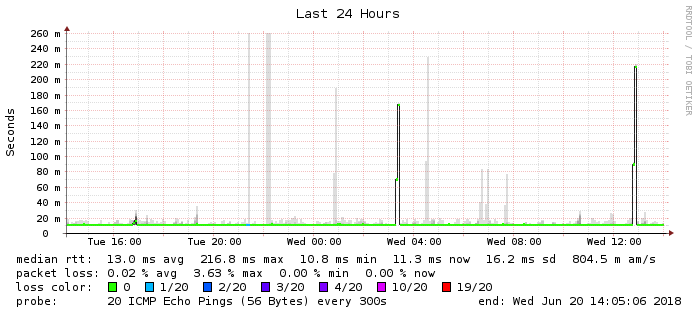 Last 24 Hours
RRDTOOL / TOBI OETIKER
Seconds
260 m
240 m
220 m
200 m
180 m
160 m
140 m
120 m
100 m
80 m
60 m
40 m
20 m
0
Tue 16:00 Tue 20:00 Wed 00:00 Wed 04:00 Wed 08:00 Wed 12:00
median rtt: 13.0 ms avg 216.8 ms max 10.8 ms min 11.3 ms now 16.2 ms sd 804.5 m am/s
packet loss: 0.02 % avg 3.63 % max 0.00 % min 0.00 % now
loss color: 0 1/20 2/20 3/20 4/20 10/20 19/20
probe: 20 ICMP Echo Pings (56 Bytes) every 300s end: Wed Jun 20 14:05:06 2018